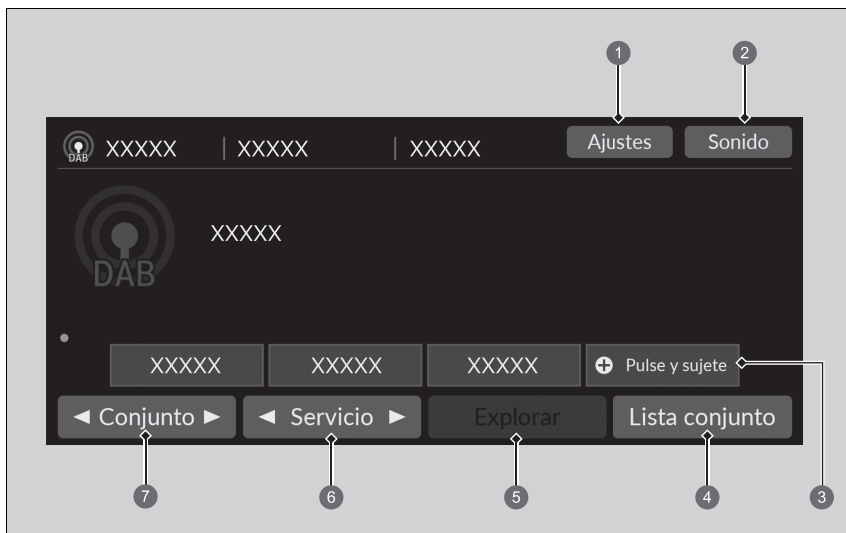 1 2
DAB XXXXX | XXXXX | XXXXX Ajustes Sonido
DAB XXXXX
XXXXX XXXXX XXXXX Pulse y sujete
Conjunto Servicio Explorar Lista conjunto
7 6 5 4 3